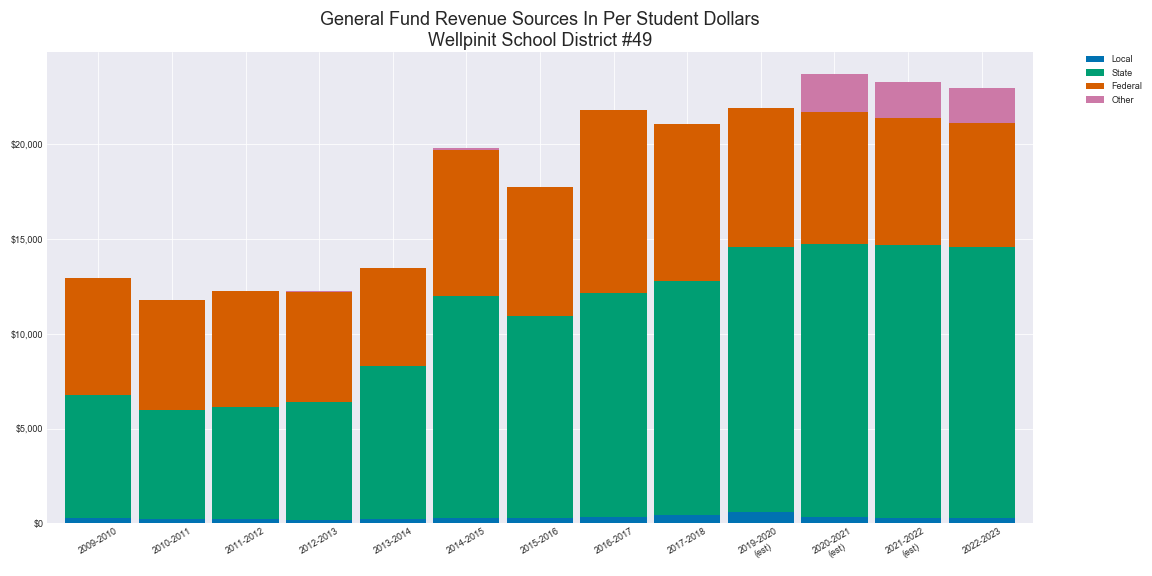 General Fund Revenue Sources In Per Student Dollars
Wellpinit School District #49
Local
State
Federal
Other
$20,000
$15,000
$10,000
$5,000
$0
2009-2010
2010-2011
2011-2012
2012-2013
2013-2014
2014-2015
2015-2016
2016-2017
2017-2018
2019-2020
(est)
2020-2021
(est)
2021-2022
(est)
2022-2023